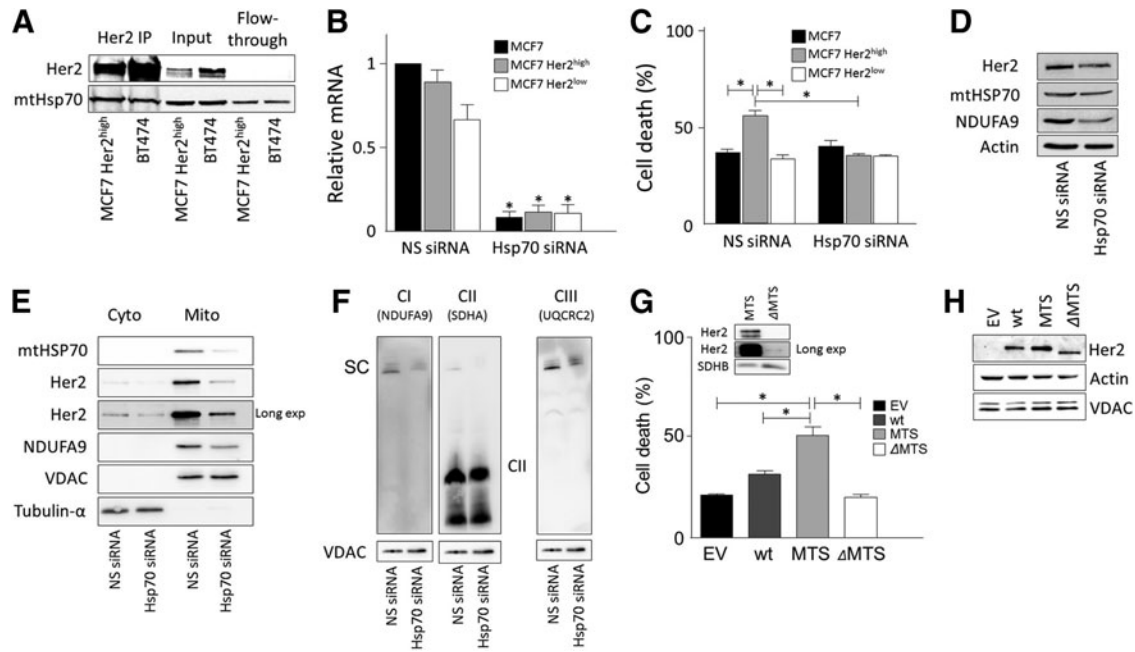 A
Her2 IP Input Flow-through
Her2
mtHsp70
MCF7 Her2high
BT474
MCF7 Her2high
BT474
MCF7 Her2high
BT474
B
Relative mRNA
1
0.5
0
MCF7
MCF7 Her2high
MCF7 Her2low
* * *
NS siRNA Hsp70 siRNA
C
Cell death (%)
100
50
0
MCF7
MCF7 Her2high
MCF7 Her2low
* * *
NS siRNA Hsp70 siRNA
D
Her2
mtHSP70
NDUFA9
Actin
NS siRNA
Hsp70 siRNA
E
Cyto Mito
mtHSP70
Her2
Her2 Long exp
NDUFA9
VDAC
Tubulin-α
NS siRNA
Hsp70 siRNA
NS siRNA
Hsp70 siRNA
F
CI CII CIII
(NDUFA9) (SDHA) (UQCRC2)
SC
CII
VDAC
NS siRNA
Hsp70 siRNA
NS siRNA
Hsp70 siRNA
NS siRNA
Hsp70 siRNA
G
MTS
ΔMTS
Her2
Her2 Long exp
SDHB
Cell death (%)
100
50
0
* * *
EV
wt
MTS
ΔMTS
EV wt MTS ΔMTS
H
EV
wt
MTS
ΔMTS
Her2
Actin
VDAC